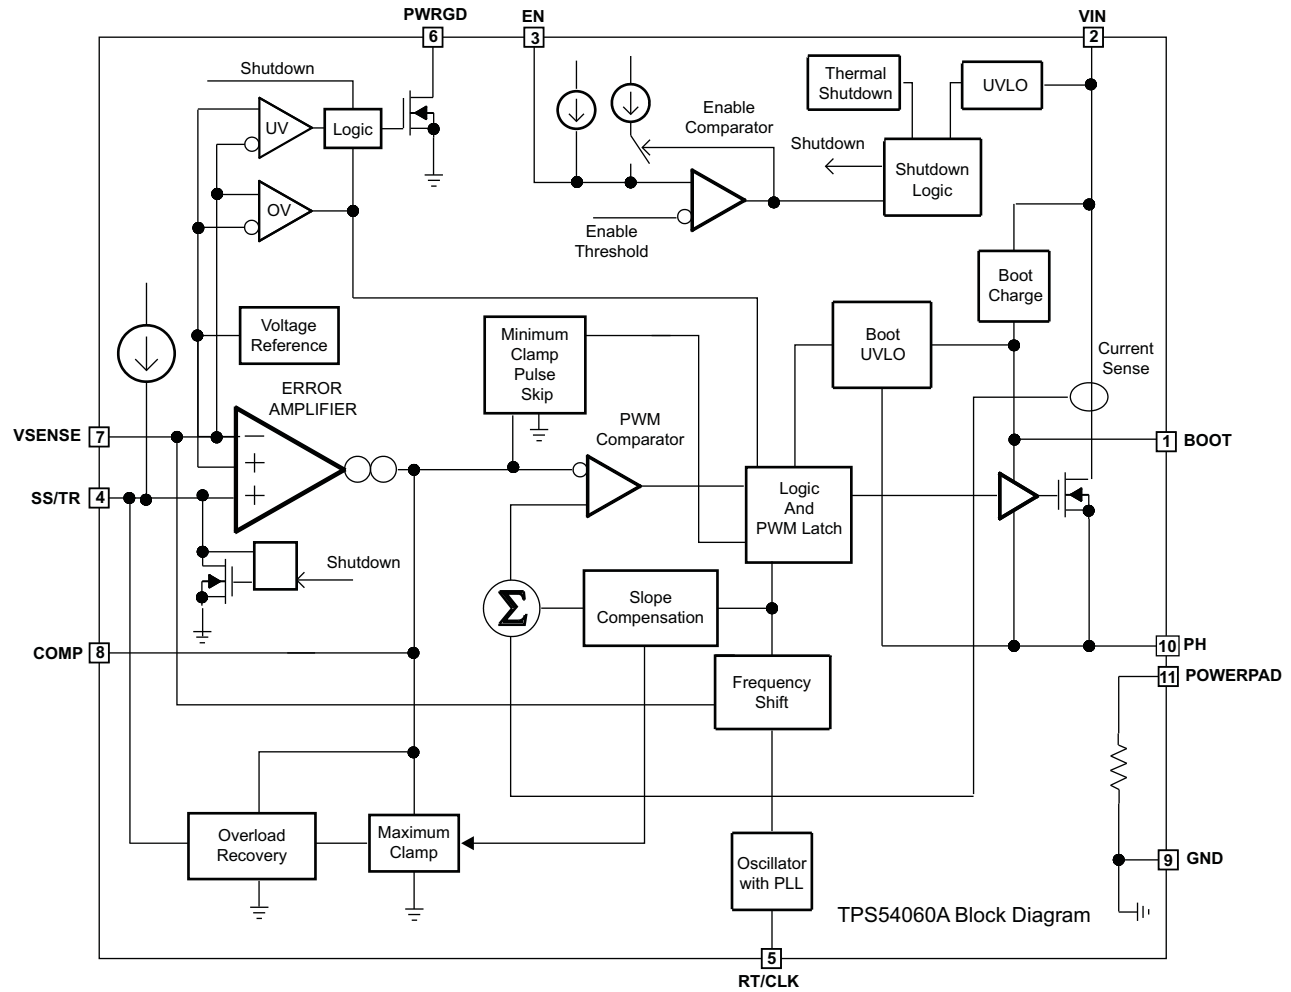 PWRGD
6
EN
3
VIN
2
Shutdown
UV
Logic
OV
Enable
Comparator
Enable
Threshold
Thermal
Shutdown
UVLO
Shutdown
Shutdown
Logic
Boot
Charge
Voltage
Reference
ERROR
AMPLIFIER
Minimum
Clamp
Pulse
Skip
PWM
Comparator
Boot
UVLO
Current
Sense
VSENSE
7
−
+
+
SS/TR
4
1
BOOT
Logic
And
PWM Latch
Shutdown
Σ
Slope
Compensation
COMP
8
10
PH
11
POWERPAD
Frequency
Shift
Overload
Recovery
Maximum
Clamp
Oscillator
with PLL
9
GND
TPS54060A Block Diagram
5
RT/CLK